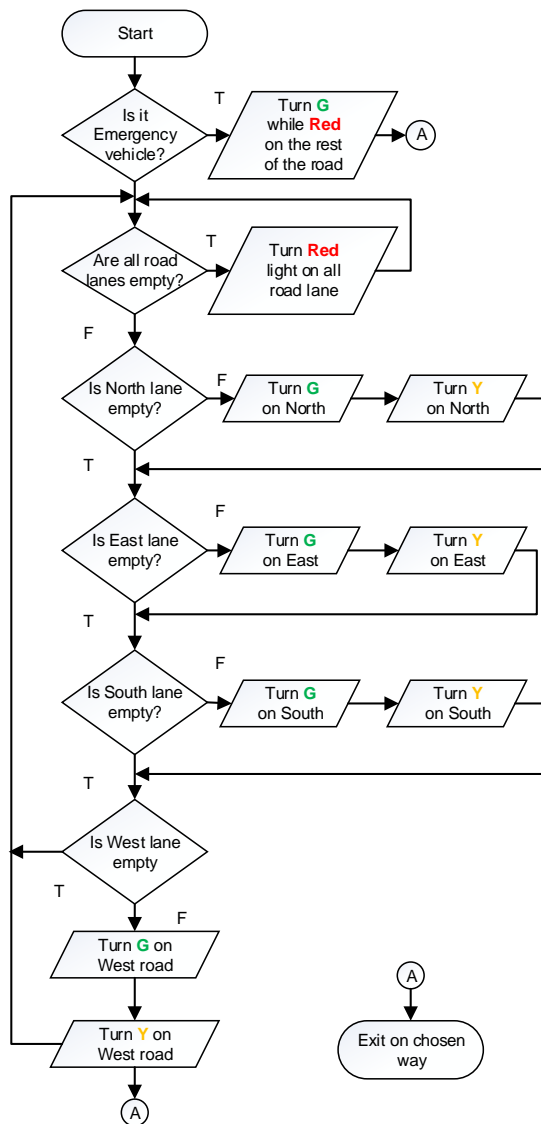 Start
Is it
Emergency
vehicle?
T
Turn G
while Red
on the rest
of the road
A
Are all road
lanes empty?
T
Turn Red
light on all
road lane
F
Is North lane
empty?
F
Turn G
on North
Turn Y
on North
T
Is East lane
empty?
F
Turn G
on East
Turn Y
on East
T
Is South lane
empty?
F
Turn G
on South
Turn Y
on South
T
Is West lane
empty
T
F
Turn G on
West road
Turn Y on
West road
A
A
Exit on chosen
way